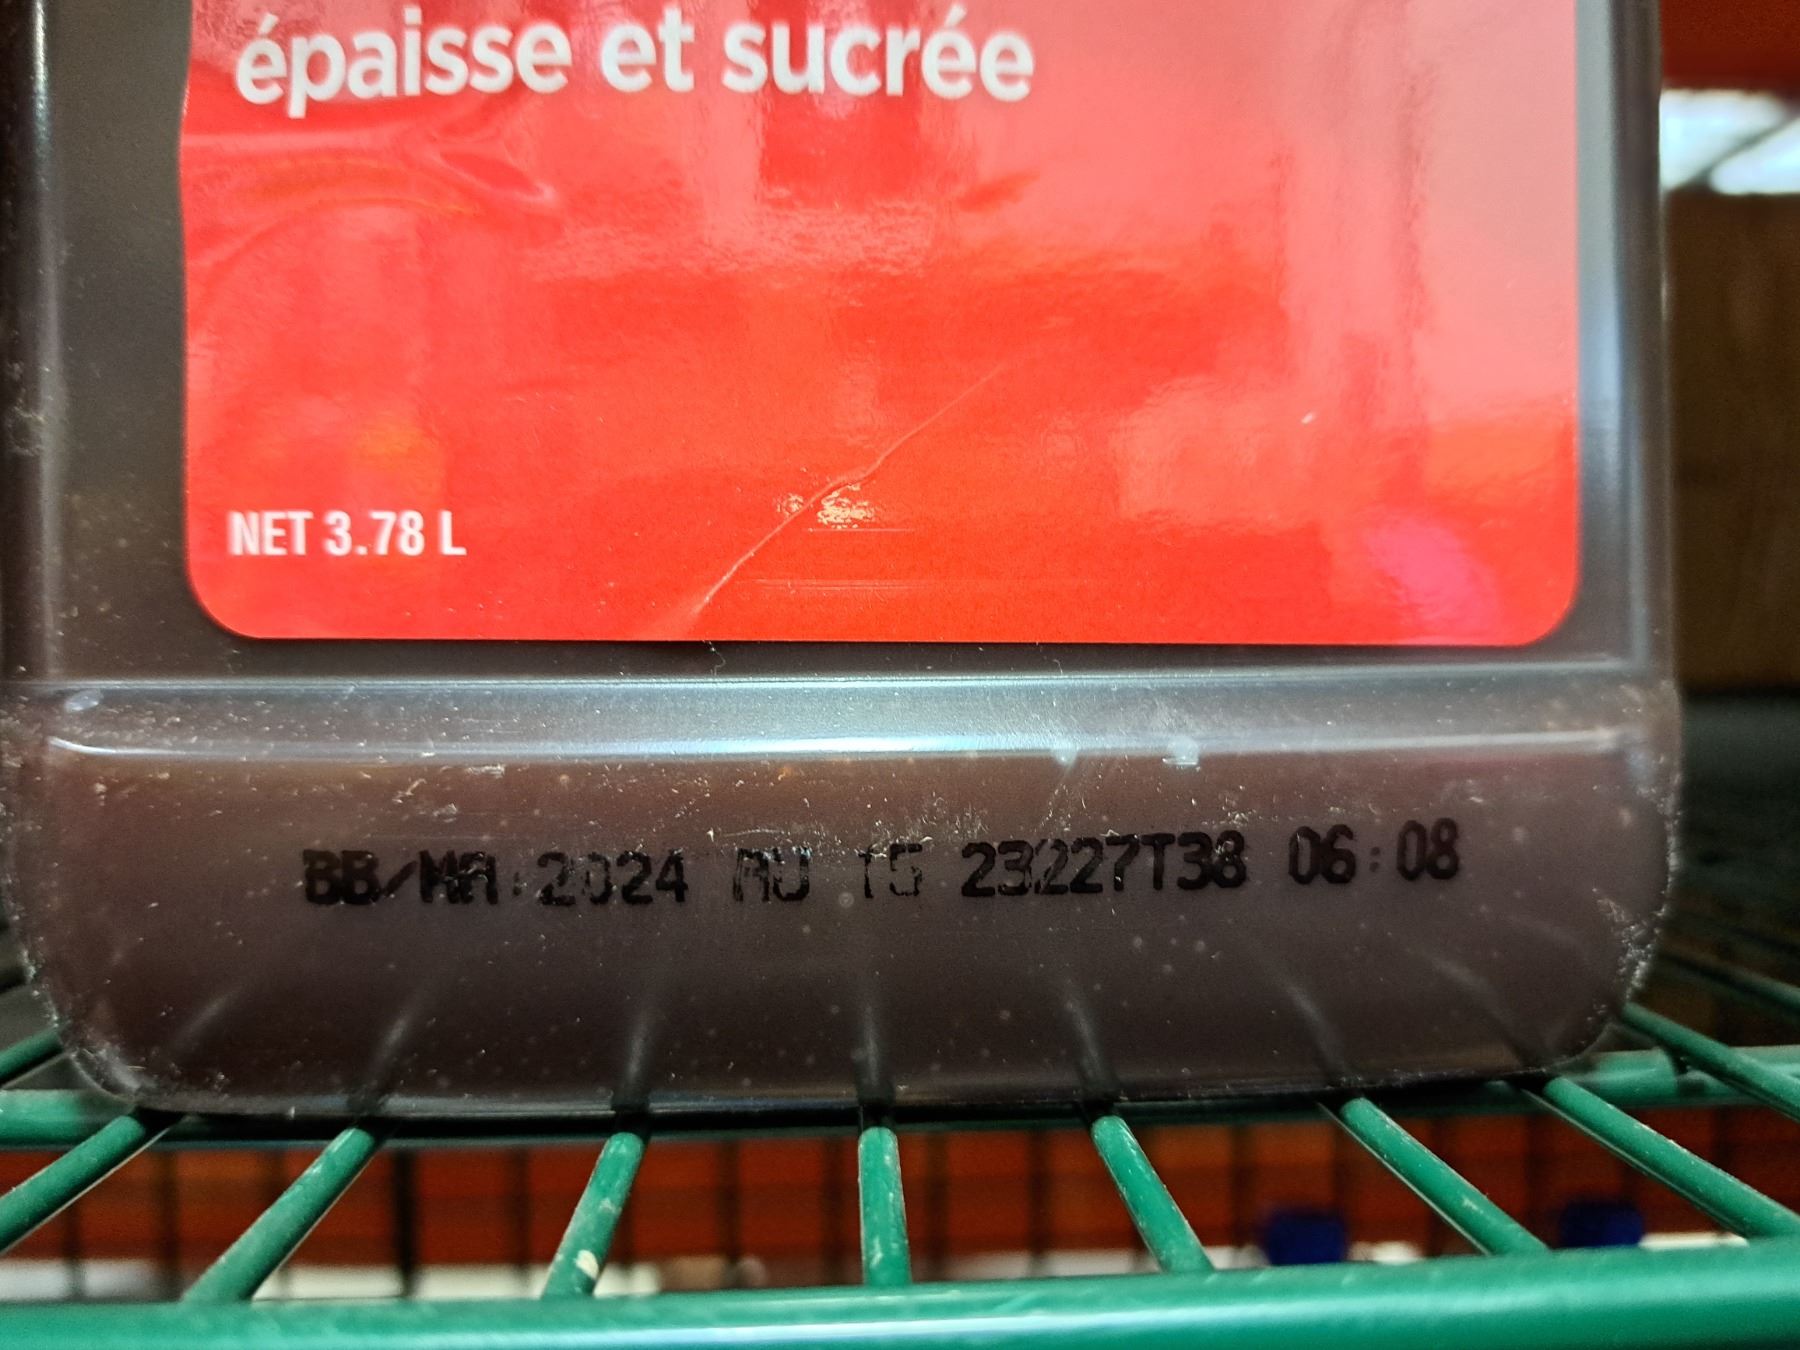 épaisse et sucrée
NET 3.78 L
BB/MA:2024 AU 15 23227T38 06:08